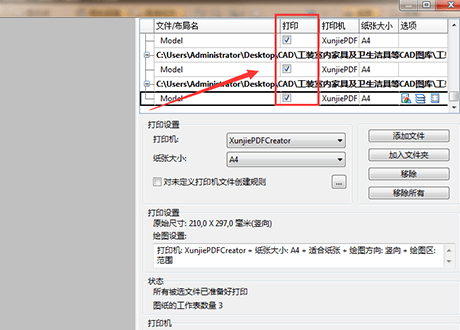 文件/布局名 打印 打印机 纸张大小 选项
Model XunjiePDF A4
C:\Users\Administrator\Desktop\CAD\工装室内家具及卫生洁具等CAD图库\工
Model XunjiePDF A4
C:\Users\Administrator\Desktop\CAD\工装室内家具及卫生洁具等CAD图库\工
Model XunjiePDF A4
打印设置
打印机: XunjiePDFCreator
纸张大小: A4
对未定义打印机文件创建规则 ...
添加文件
加入文件夹
移除
移除所有
打印设置
原始尺寸: 210,0 X 297,0 毫米(竖向)
绘图设置:
打印机: XunjiePDFCreator + 纸张大小: A4 + 适合纸张 + 绘图方向: 竖向 + 绘图区:
范围
状态
所有被选文件已准备好打印
图纸的工作表数量 3
打印机